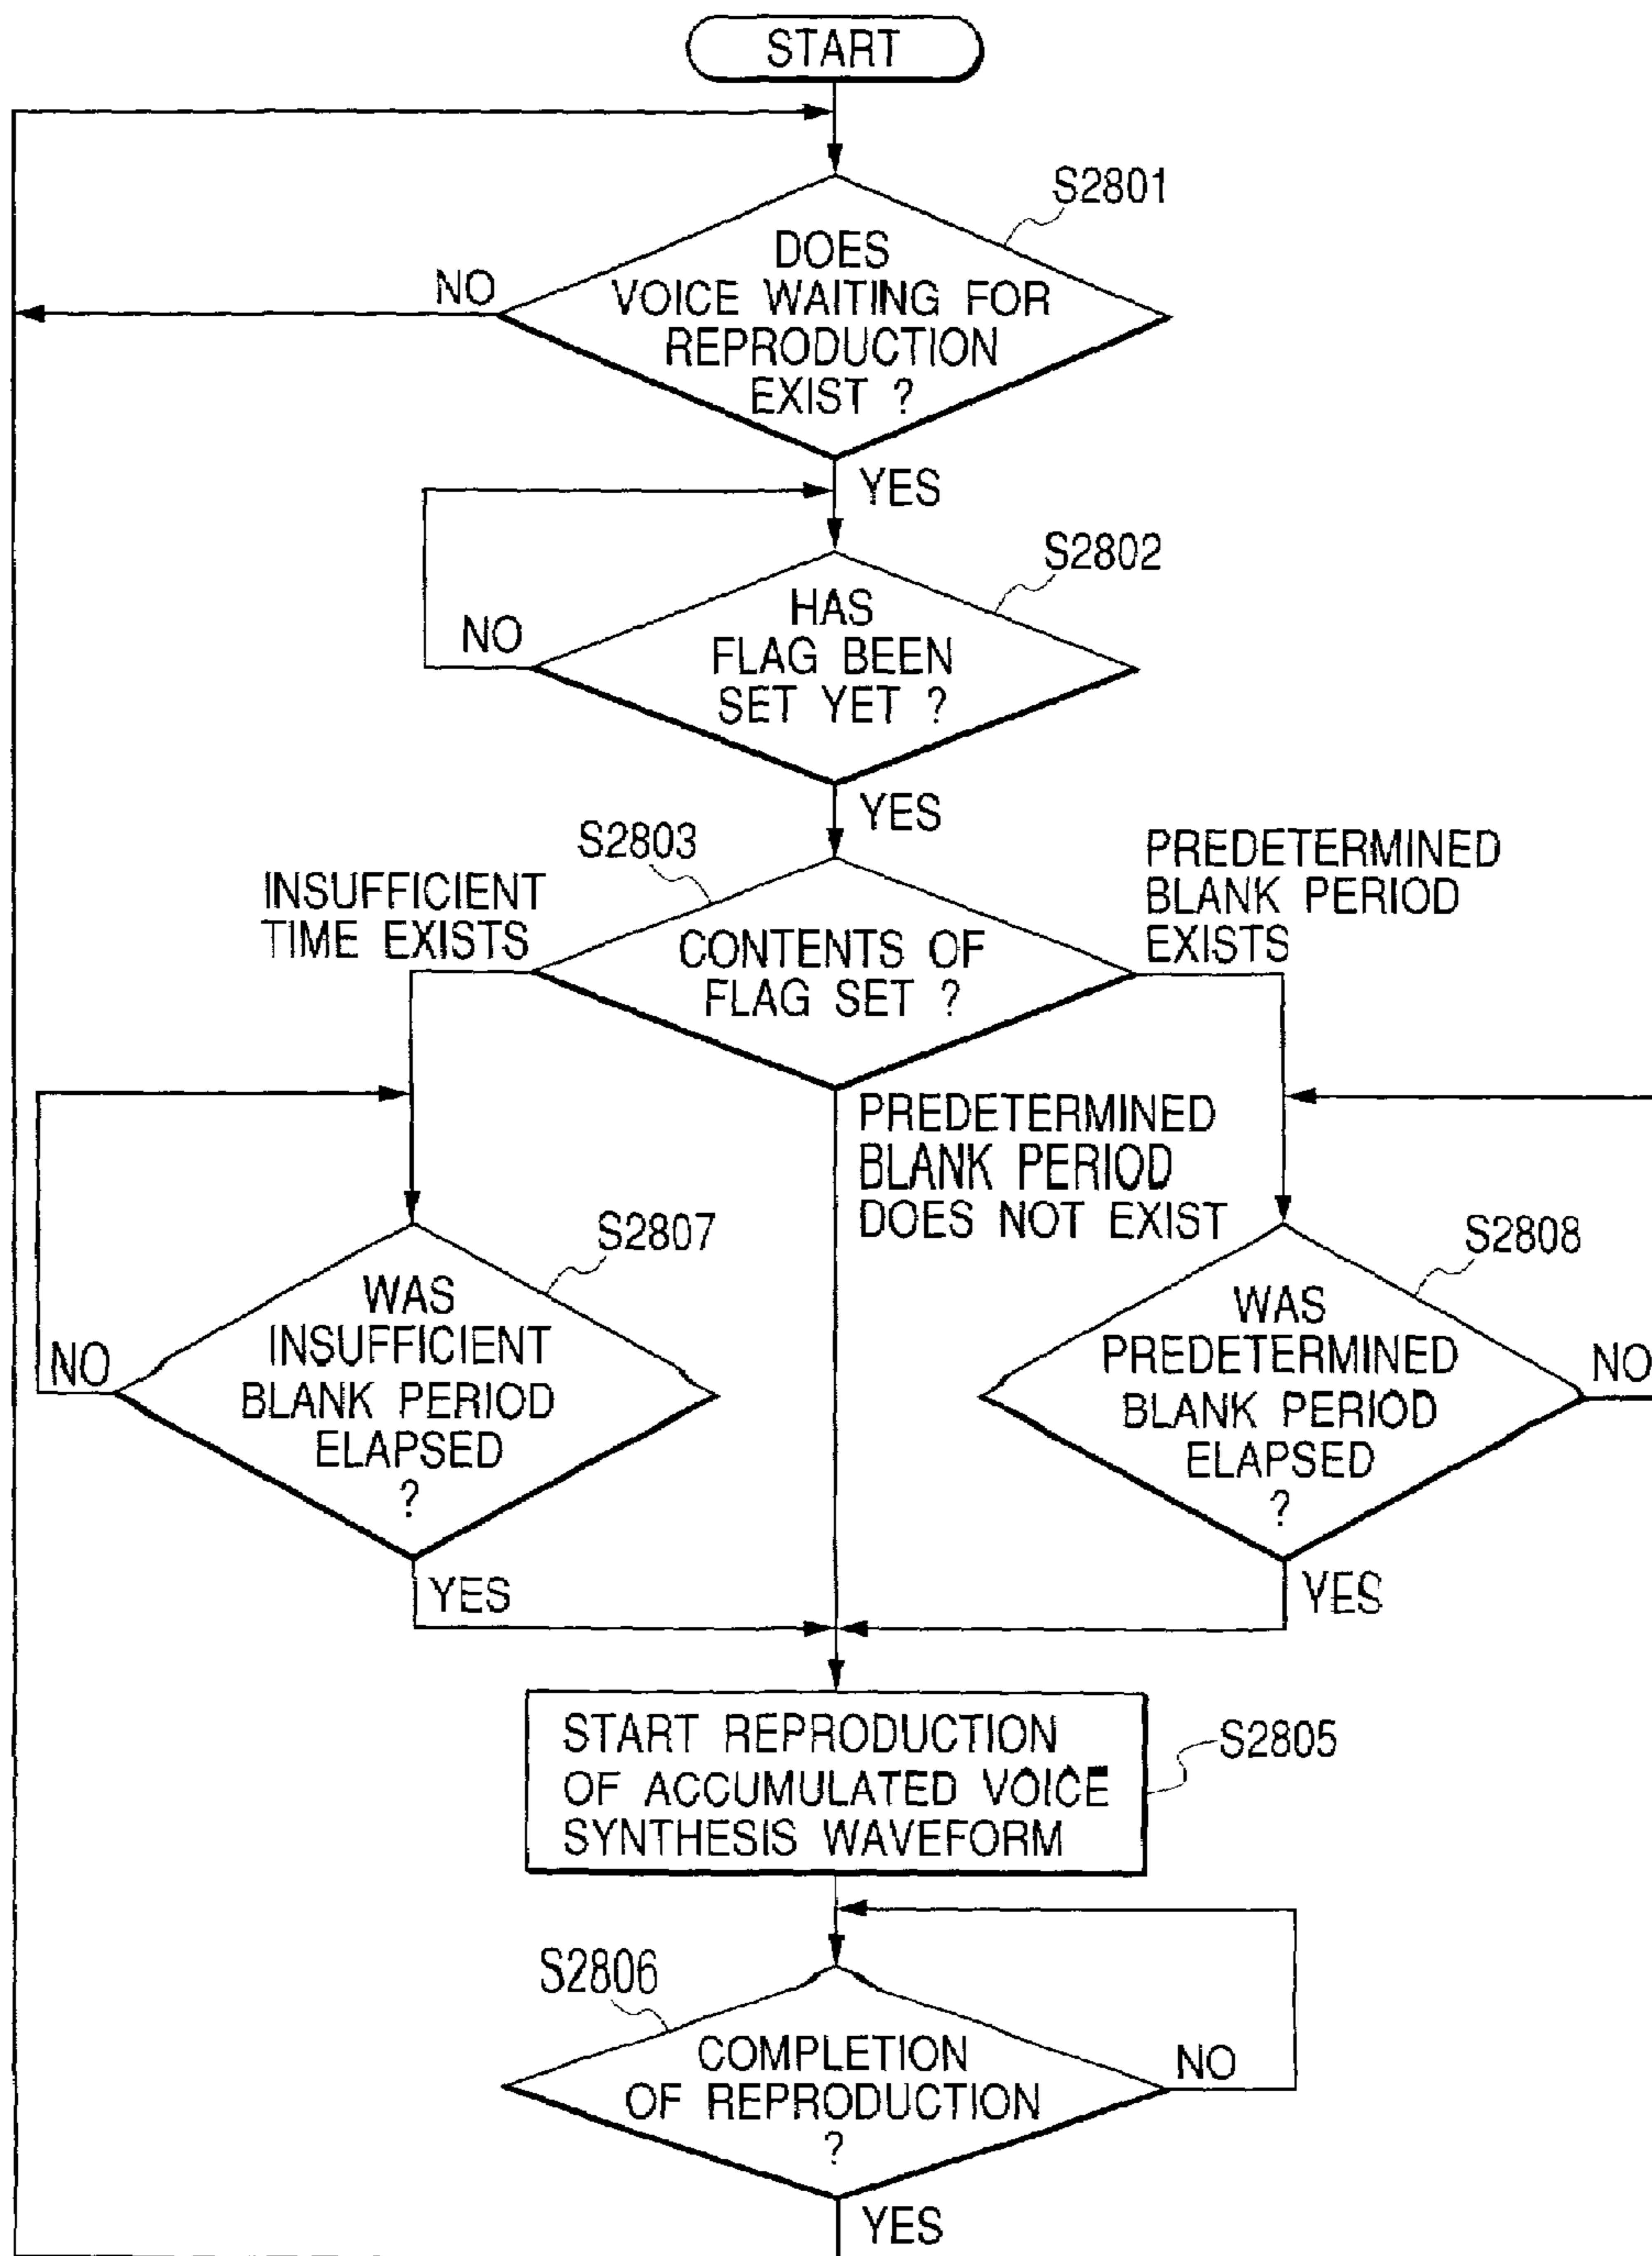 START
S2801
DOES
VOICE WAITING FOR
REPRODUCTION
EXIST ?
NO
YES
S2802
HAS
FLAG BEEN
SET YET ?
NO
YES
S2803
INSUFFICIENT
TIME EXISTS
CONTENTS OF
FLAG SET ?
PREDETERMINED
BLANK PERIOD
EXISTS
PREDETERMINED
BLANK PERIOD
DOES NOT EXIST
S2807
WAS
INSUFFICIENT
BLANK PERIOD
ELAPSED
?
NO
YES
S2808
WAS
PREDETERMINED
BLANK PERIOD
ELAPSED
?
NO
YES
START REPRODUCTION
OF ACCUMULATED VOICE
SYNTHESIS WAVEFORM
S2805
S2806
COMPLETION
OF REPRODUCTION
?
NO
YES